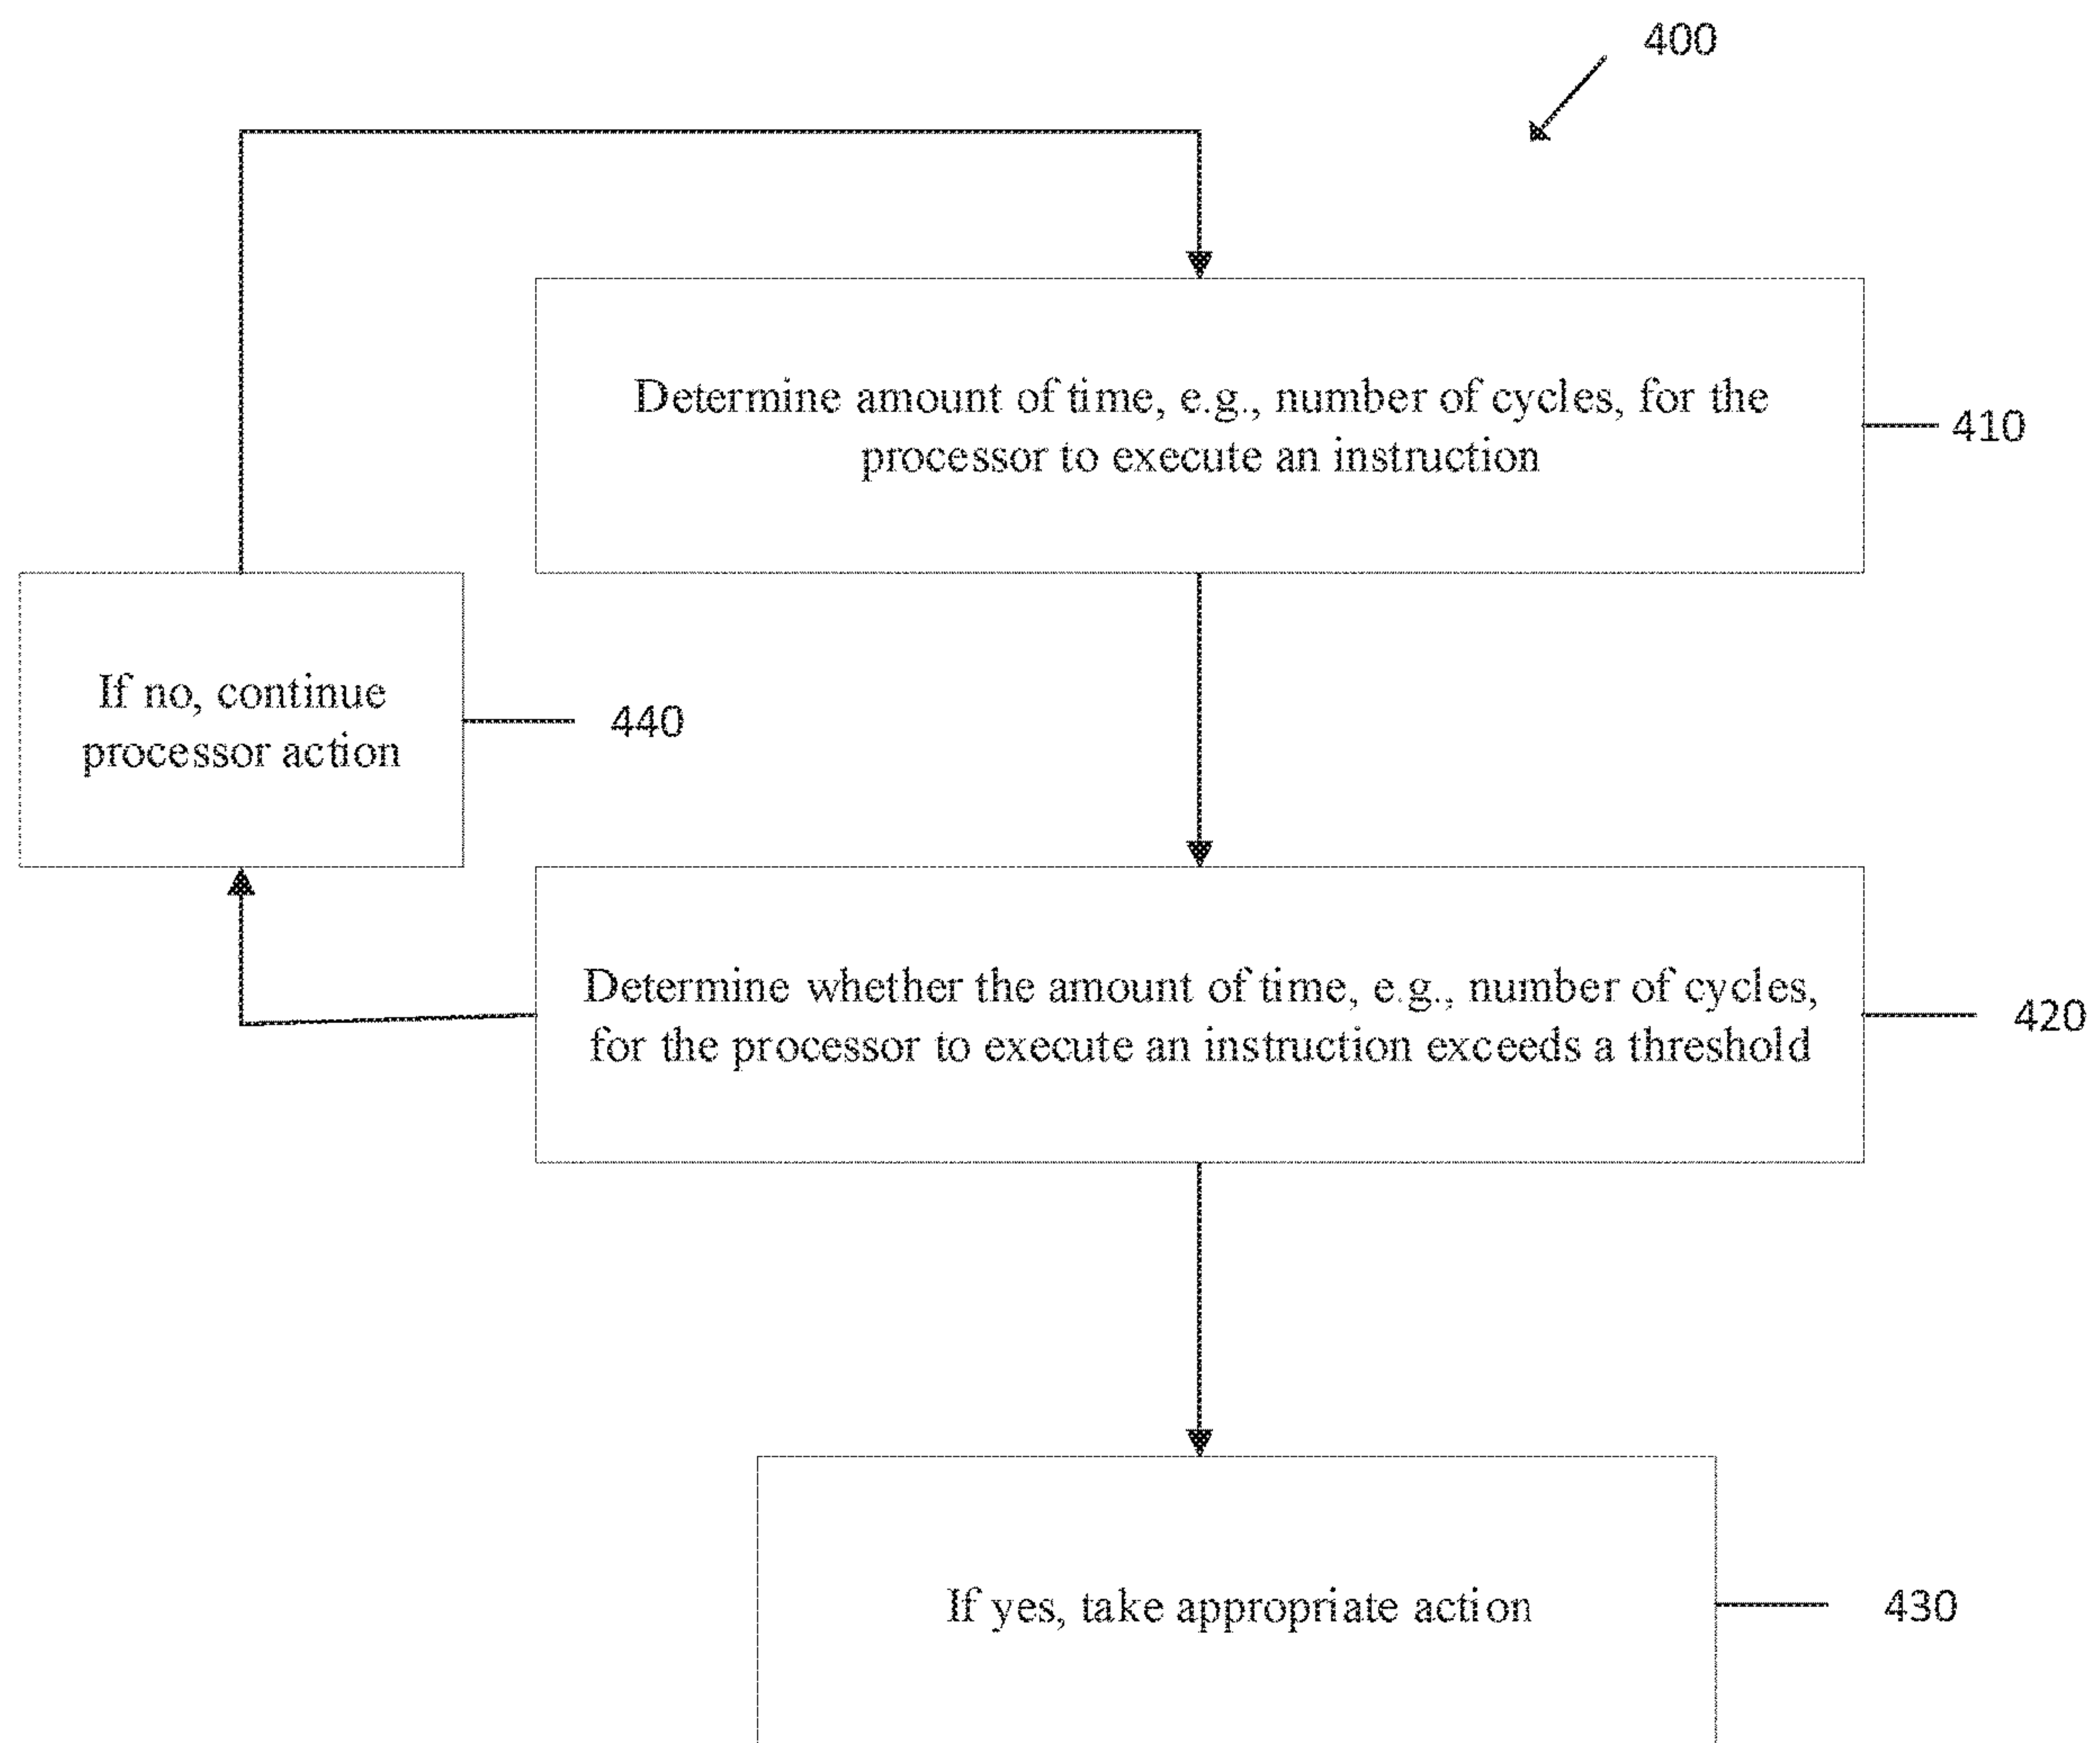 400
Determine amount of time, e.g., number of cycles, for the
processor to execute an instruction
410
If no, continue
processor action
440
Determine whether the amount of time, e.g., number of cycles,
for the processor to execute an instruction exceeds a threshold
420
If yes, take appropriate action
430